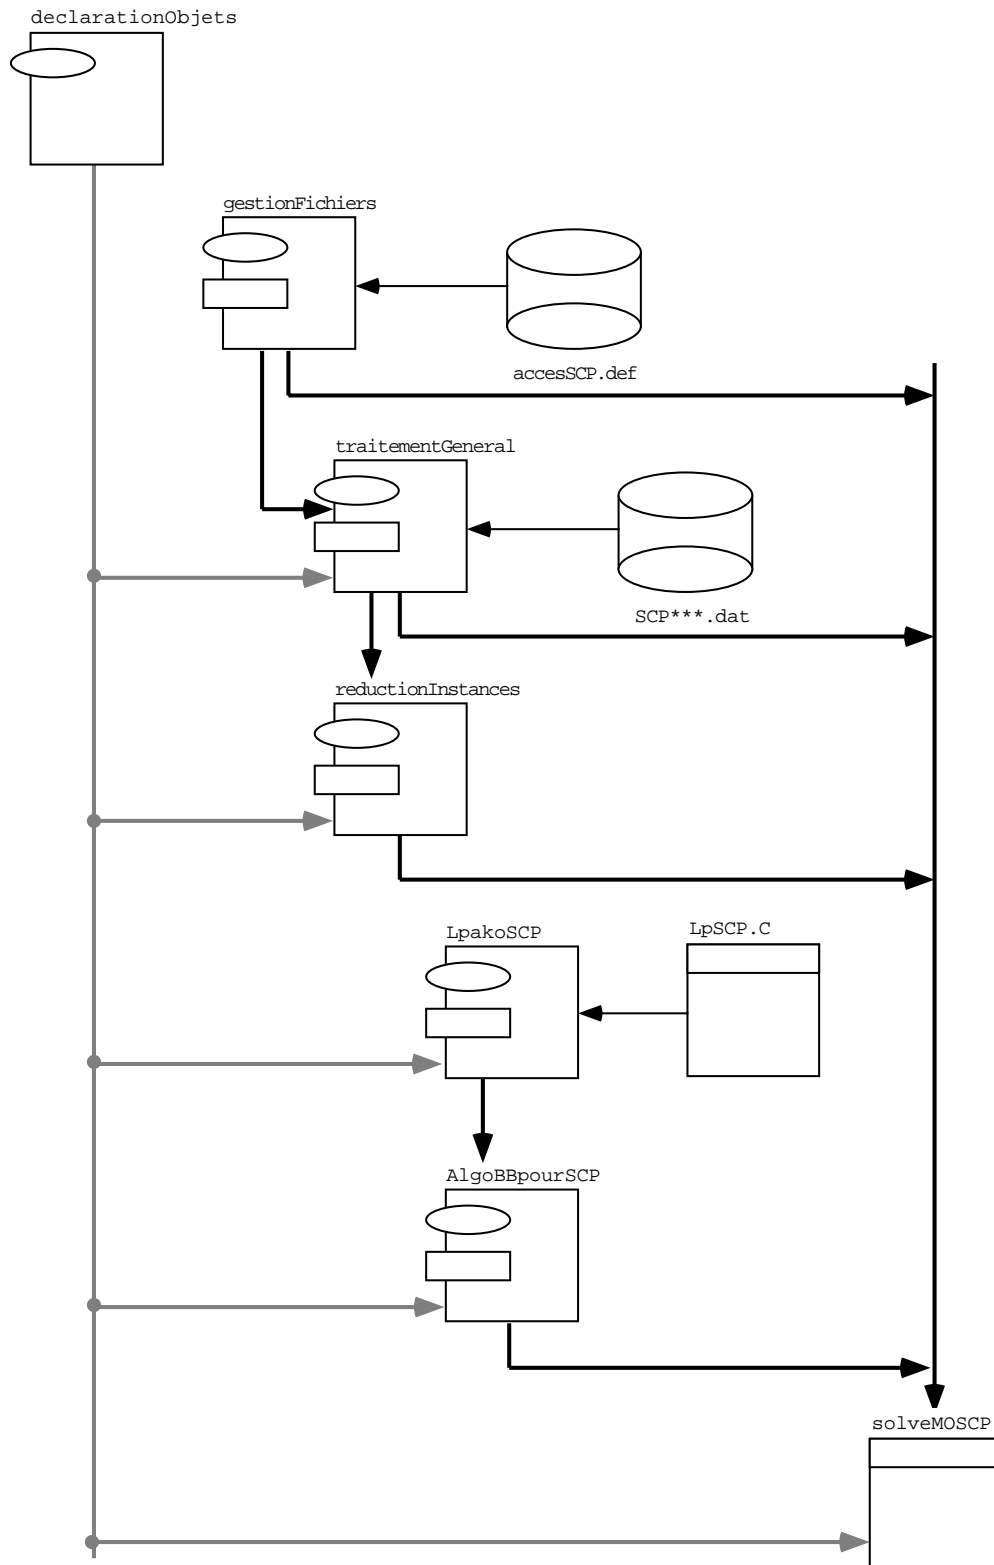 declarationObjets
gestionFichiers
accesSCP.def
traitementGeneral
SCP***.dat
reductionInstances
LpakoSCP
LpSCP.C
AlgoBBpourSCP
solveMOSCP